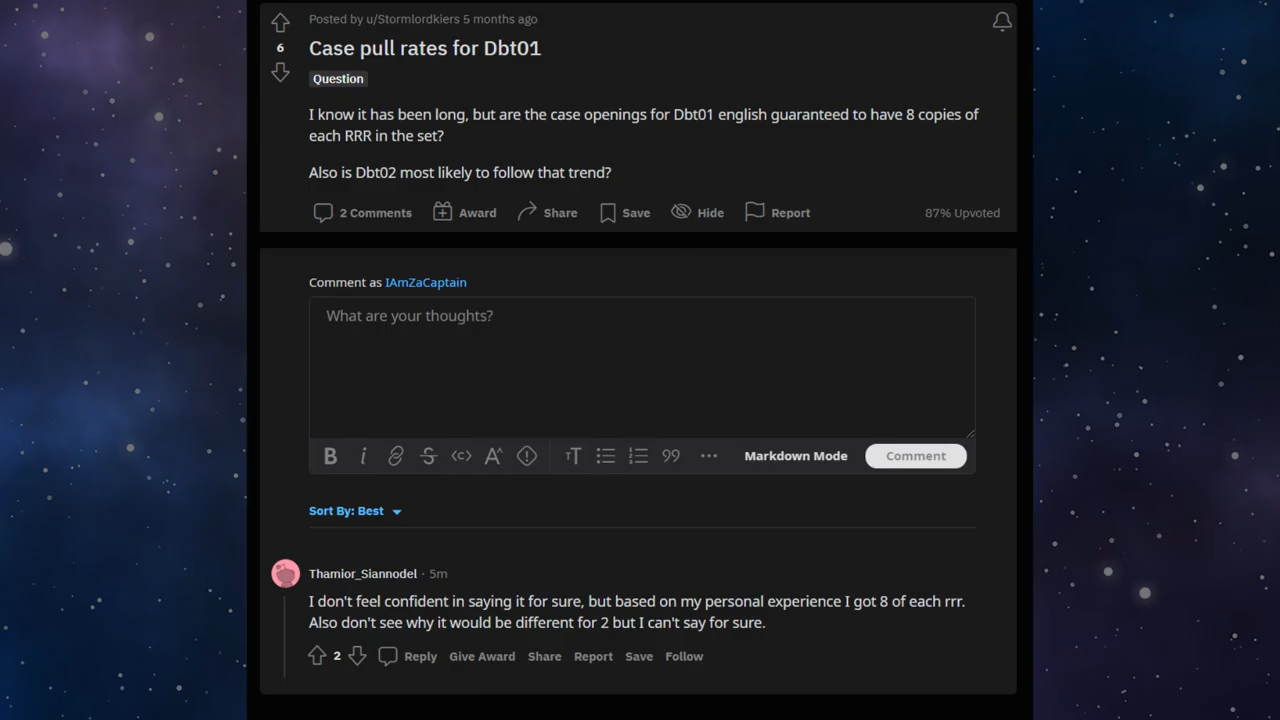 Posted by u/Stormlordkiers 5 months ago
6
Case pull rates for Dbt01
Question
I know it has been long, but are the case openings for Dbt01 english guaranteed to have 8 copies of
each RRR in the set?
Also is Dbt02 most likely to follow that trend?
2 Comments Award Share Save Hide Report 87% Upvoted
Comment as IAmZaCaptain
What are your thoughts?
B i S <c> A^ TT 99 ... Markdown Mode Comment
Sort By: Best
Thamior_Siannodel · 5m
I don't feel confident in saying it for sure, but based on my personal experience I got 8 of each rrr.
Also don't see why it would be different for 2 but I can't say for sure.
2 Reply Give Award Share Report Save Follow